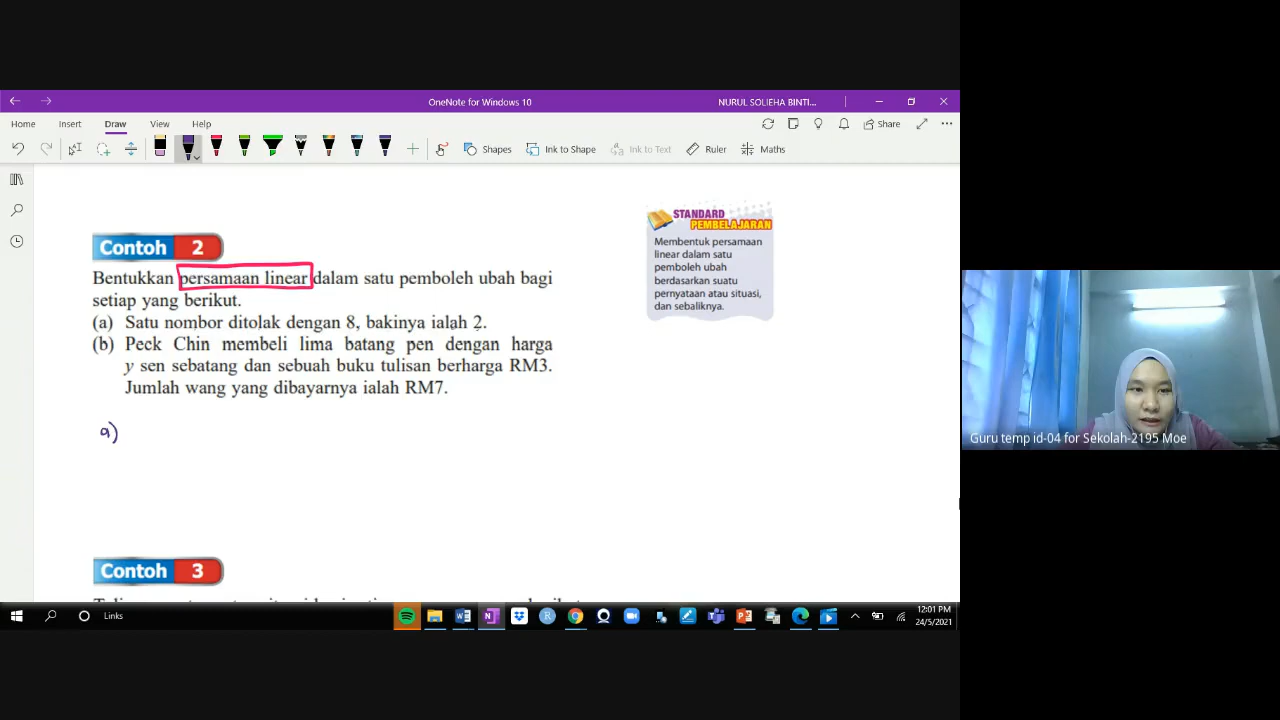 OneNote for Windows 10
NURUL SOLIEHA BINTI...
Home Insert Draw View Help
Share
Shapes
Ink to Shape
Ink to Text
Ruler
Maths
STANDARD
PEMBELAJARAN
Membentuk persamaan
linear dalam satu
pemboleh ubah
berdasarkan suatu
pernyataan atau situasi,
dan sebaliknya.
Contoh 2
Bentukkan persamaan linear dalam satu pemboleh ubah bagi
setiap yang berikut.
(a) Satu nombor ditolak dengan 8, bakinya ialah 2.
(b) Peck Chin membeli lima batang pen dengan harga
y sen sebatang dan sebuah buku tulisan berharga RM3.
Jumlah wang yang dibayarnya ialah RM7.
a)
Contoh 3
Guru temp id-04 for Sekolah-2195 Moe
Links
12:01 PM
24/5/2021